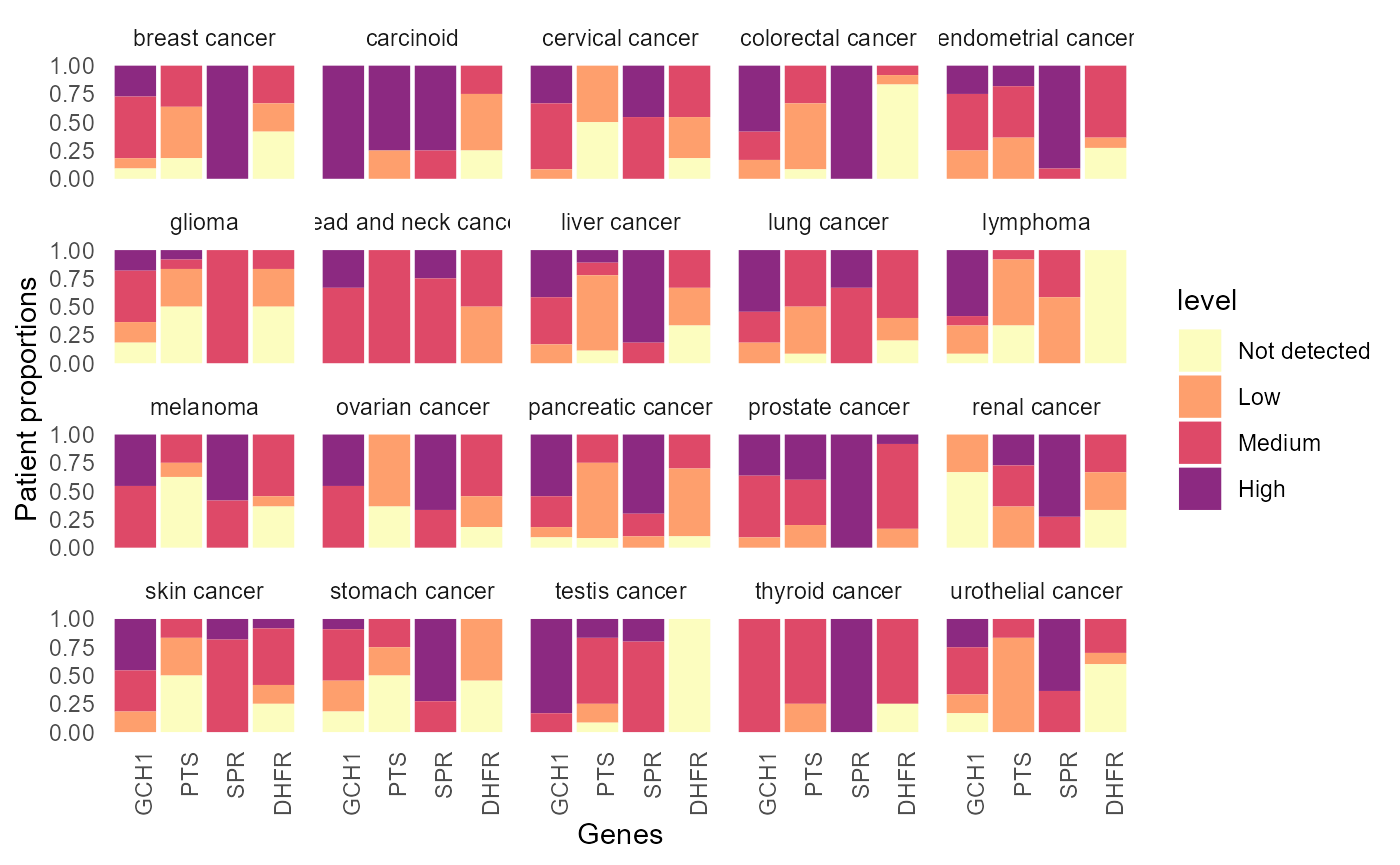 breast cancer carcinoid cervical cancer colorectal cancer endometrial cancer
1.00
0.75
0.50
0.25
0.00
glioma ead and neck cance liver cancer lung cancer lymphoma
1.00
0.75
0.50
0.25
0.00
melanoma ovarian cancer pancreatic cancer prostate cancer renal cancer
1.00
0.75
0.50
0.25
0.00
skin cancer stomach cancer testis cancer thyroid cancer urothelial cancer
1.00
0.75
0.50
0.25
0.00
GCH1 PTS SPR DHFR GCH1 PTS SPR DHFR GCH1 PTS SPR DHFR GCH1 PTS SPR DHFR GCH1 PTS SPR DHFR
Genes
Patient proportions
level
Not detected
Low
Medium
High